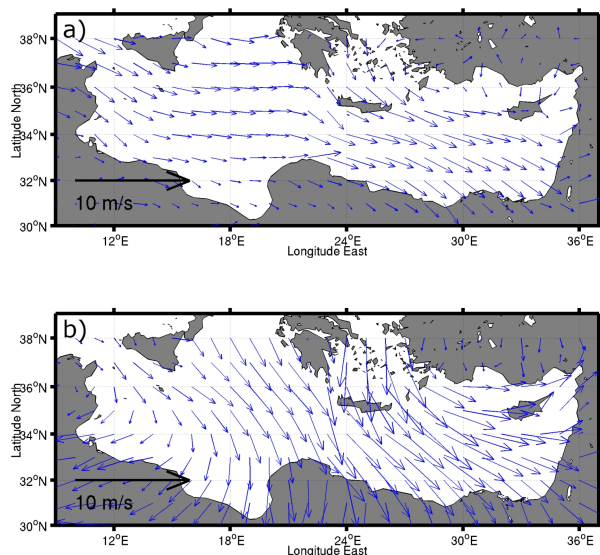 a)
38°N
36°N
34°N
32°N
30°N
Latitude North
10 m/s
12°E
18°E
24°E
30°E
36°E
Longitude East
b)
38°N
36°N
34°N
32°N
30°N
Latitude North
10 m/s
12°E
18°E
24°E
30°E
36°E
Longitude East